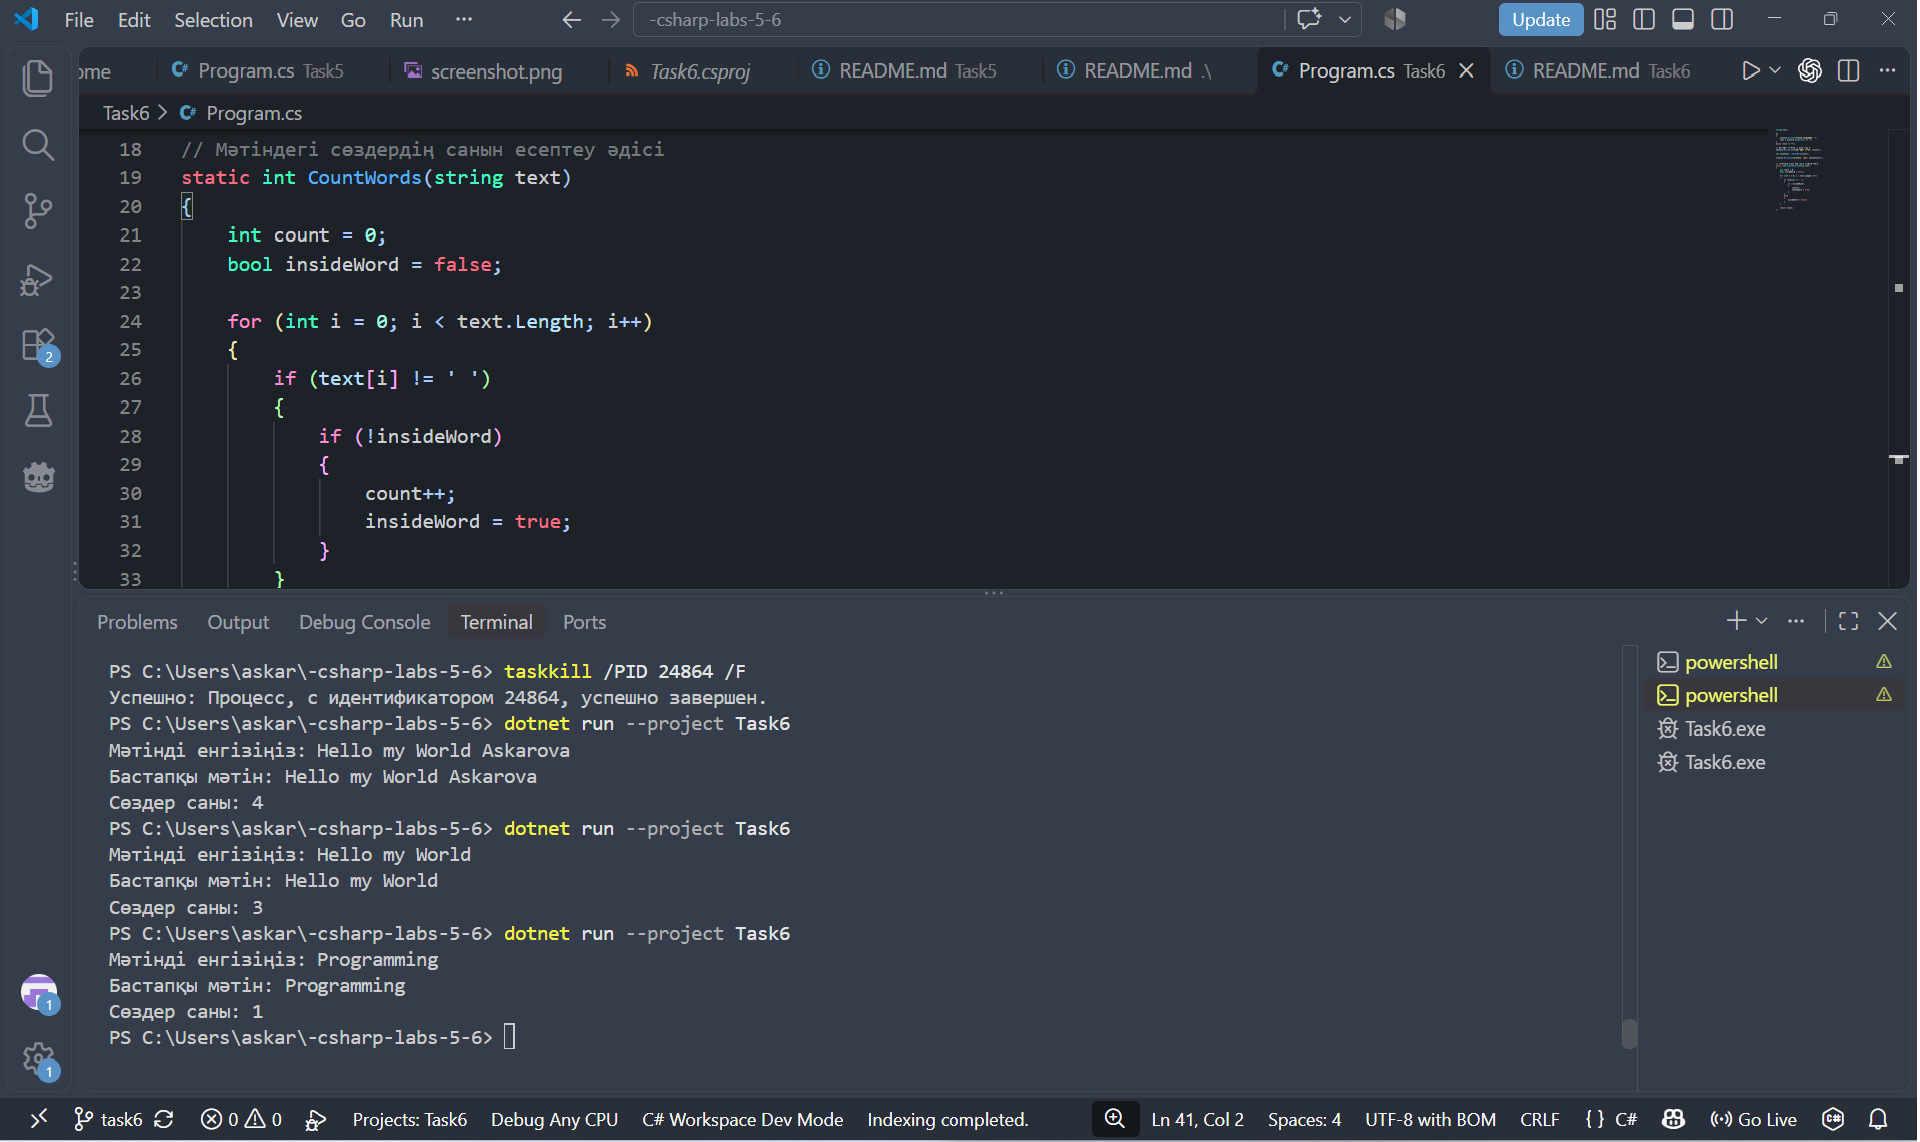 File Edit Selection View Go Run ···
-csharp-labs-5-6
Update
ome
Program.cs Task5
screenshot.png
Task6.csproj
README.md Task5
README.md .\
Program.cs Task6
README.md Task6
Task6 > Program.cs
18 // Мәтіндегі сөздердің санын есептеу әдісі
19 static int CountWords(string text)
20 {
21 int count = 0;
22 bool insideWord = false;
23
24 for (int i = 0; i < text.Length; i++)
25 {
26 if (text[i] != ' ')
27 {
28 if (!insideWord)
29 {
30 count++;
31 insideWord = true;
32 }
33 }
Problems Output Debug Console Terminal Ports
PS C:\Users\askar\-csharp-labs-5-6> taskkill /PID 24864 /F
Успешно: Процесс, с идентификатором 24864, успешно завершен.
PS C:\Users\askar\-csharp-labs-5-6> dotnet run --project Task6
Мәтінді енгізіңіз: Hello my World Askarova
Бастапқы мәтін: Hello my World Askarova
Сөздер саны: 4
PS C:\Users\askar\-csharp-labs-5-6> dotnet run --project Task6
Мәтінді енгізіңіз: Hello my World
Бастапқы мәтін: Hello my World
Сөздер саны: 3
PS C:\Users\askar\-csharp-labs-5-6> dotnet run --project Task6
Мәтінді енгізіңіз: Programming
Бастапқы мәтін: Programming
Сөздер саны: 1
PS C:\Users\askar\-csharp-labs-5-6>
powershell
powershell
Task6.exe
Task6.exe
2
1
1
task6 0 0 Projects: Task6 Debug Any CPU C# Workspace Dev Mode Indexing completed. Ln 41, Col 2 Spaces: 4 UTF-8 with BOM CRLF { } C# Go Live